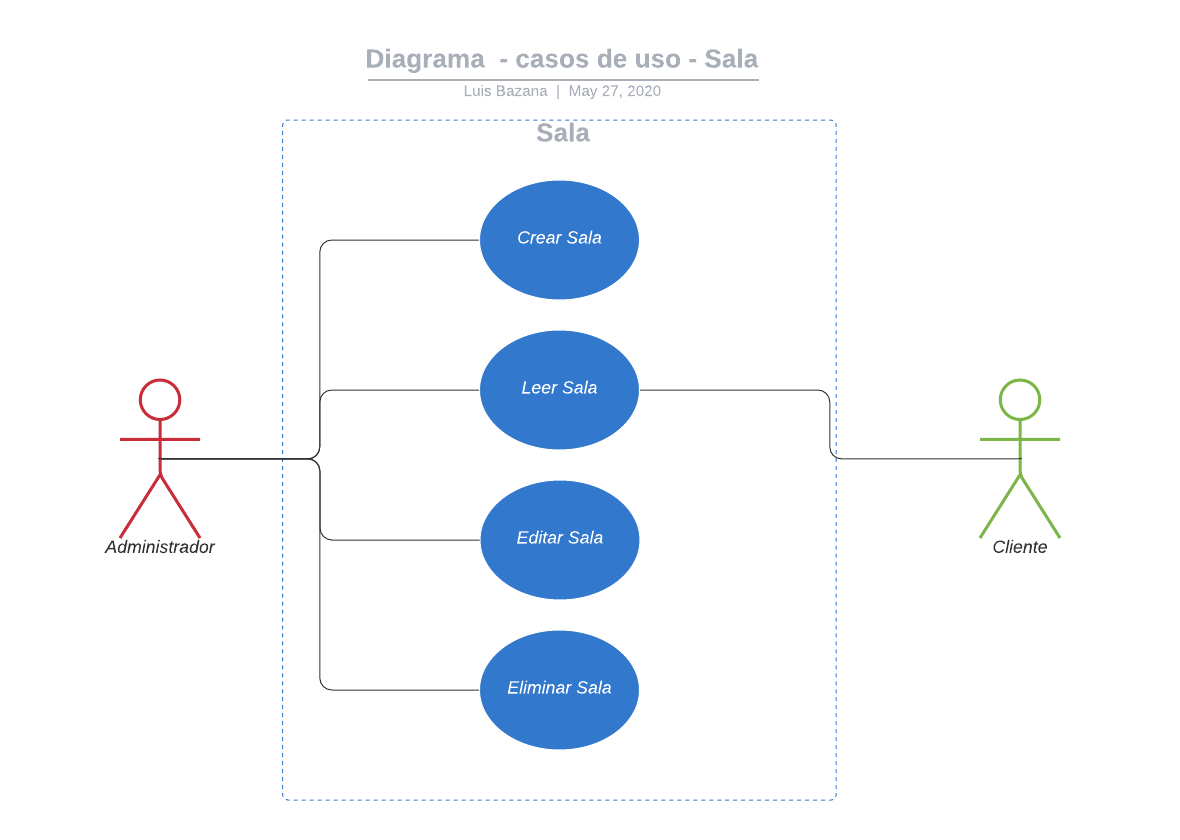 Diagrama - casos de uso - Sala
Luis Bazana | May 27, 2020
Sala
Crear Sala
Leer Sala
Editar Sala
Eliminar Sala
Administrador
Cliente